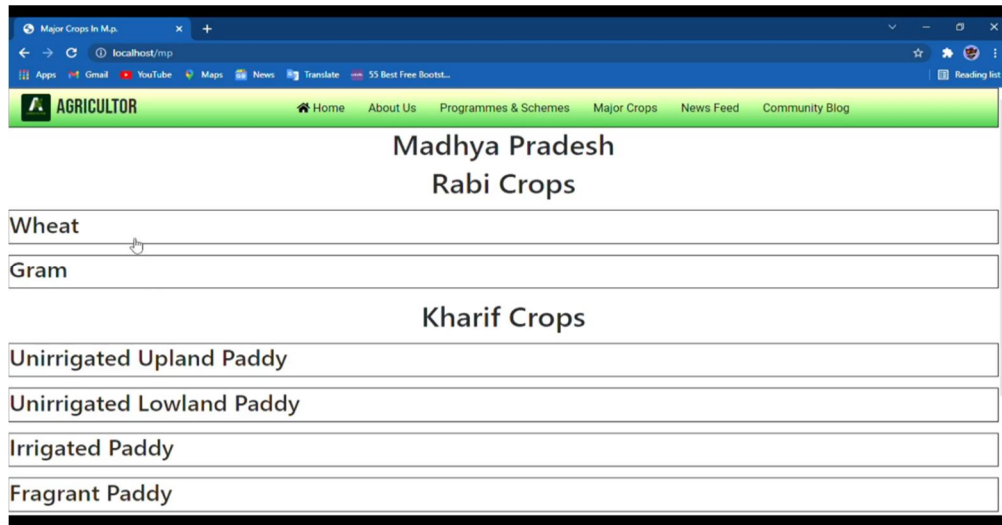 Major Crops In M.p.
localhost/mp
Apps Gmail YouTube Maps News Translate 55 Best Free Bootst... Reading list
AGRICULTOR Home About Us Programmes & Schemes Major Crops News Feed Community Blog
Madhya Pradesh
Rabi Crops
Wheat
Gram
Kharif Crops
Unirrigated Upland Paddy
Unirrigated Lowland Paddy
Irrigated Paddy
Fragrant Paddy